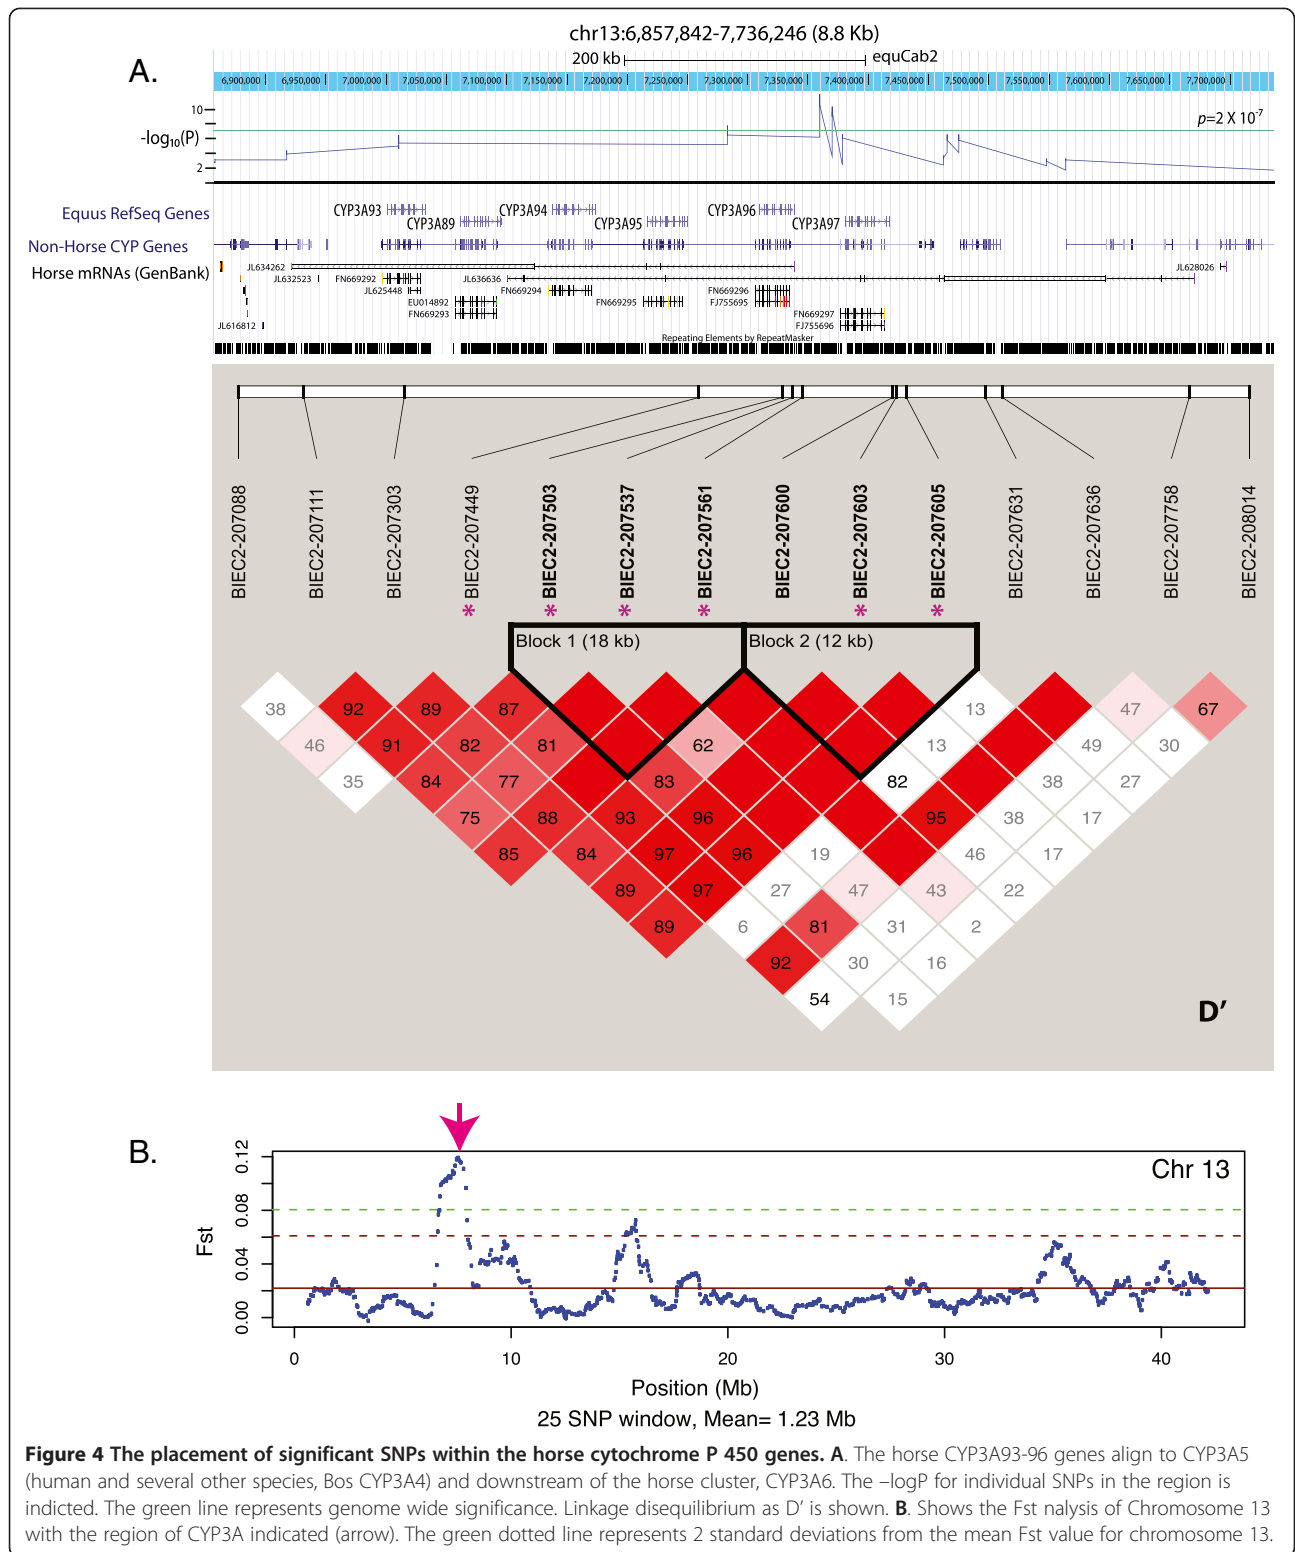 chr13:6,857,842-7,736,246 (8.8 Kb)
A.
200 kb
equCab2
6,900,000 6,950,000 7,000,000 7,050,000 7,100,000 7,150,000 7,200,000 7,250,000 7,300,000 7,350,000 7,400,000 7,450,000 7,500,000 7,550,000 7,600,000 7,650,000 7,700,000
10
-log10(P)
2
p=2 X 10-7
Equus RefSeq Genes
CYP3A93 CYP3A94 CYP3A96
CYP3A89 CYP3A95 CYP3A97
Non-Horse CYP Genes
Horse mRNAs (GenBank)
JL634262 JL628026
JL632523 FN669292 JL636636
JL625448 FN669294 FN669296
EU014892 FN669295 FJ755695
FN669293 FN669297
JL616812 FJ755696
Repeating Elements by RepeatMasker
BIEC2-207088
BIEC2-207111
BIEC2-207303
* BIEC2-207449
* BIEC2-207503
* BIEC2-207537
* BIEC2-207561
BIEC2-207600
* BIEC2-207603
* BIEC2-207605
BIEC2-207631
BIEC2-207636
BIEC2-207758
BIEC2-208014
Block 1 (18 kb) Block 2 (12 kb)
38 92 89 87 13 47 67
46 91 82 81 62 13 49 30
35 84 77 83 82 38 27
75 88 93 96 95 38 17
85 84 97 96 19 46 17
89 97 27 47 43 22
89 6 81 31 2
92 30 16
54 15
D′
B.
Chr 13
Fst
0.12
0.08
0.04
0.00
0 10 20 30 40
Position (Mb)
25 SNP window, Mean= 1.23 Mb
Figure 4 The placement of significant SNPs within the horse cytochrome P 450 genes. A. The horse CYP3A93-96 genes align to CYP3A5
(human and several other species, Bos CYP3A4) and downstream of the horse cluster, CYP3A6. The –logP for individual SNPs in the region is
indicted. The green line represents genome wide significance. Linkage disequilibrium as D′ is shown. B. Shows the Fst nalysis of Chromosome 13
with the region of CYP3A indicated (arrow). The green dotted line represents 2 standard deviations from the mean Fst value for chromosome 13.